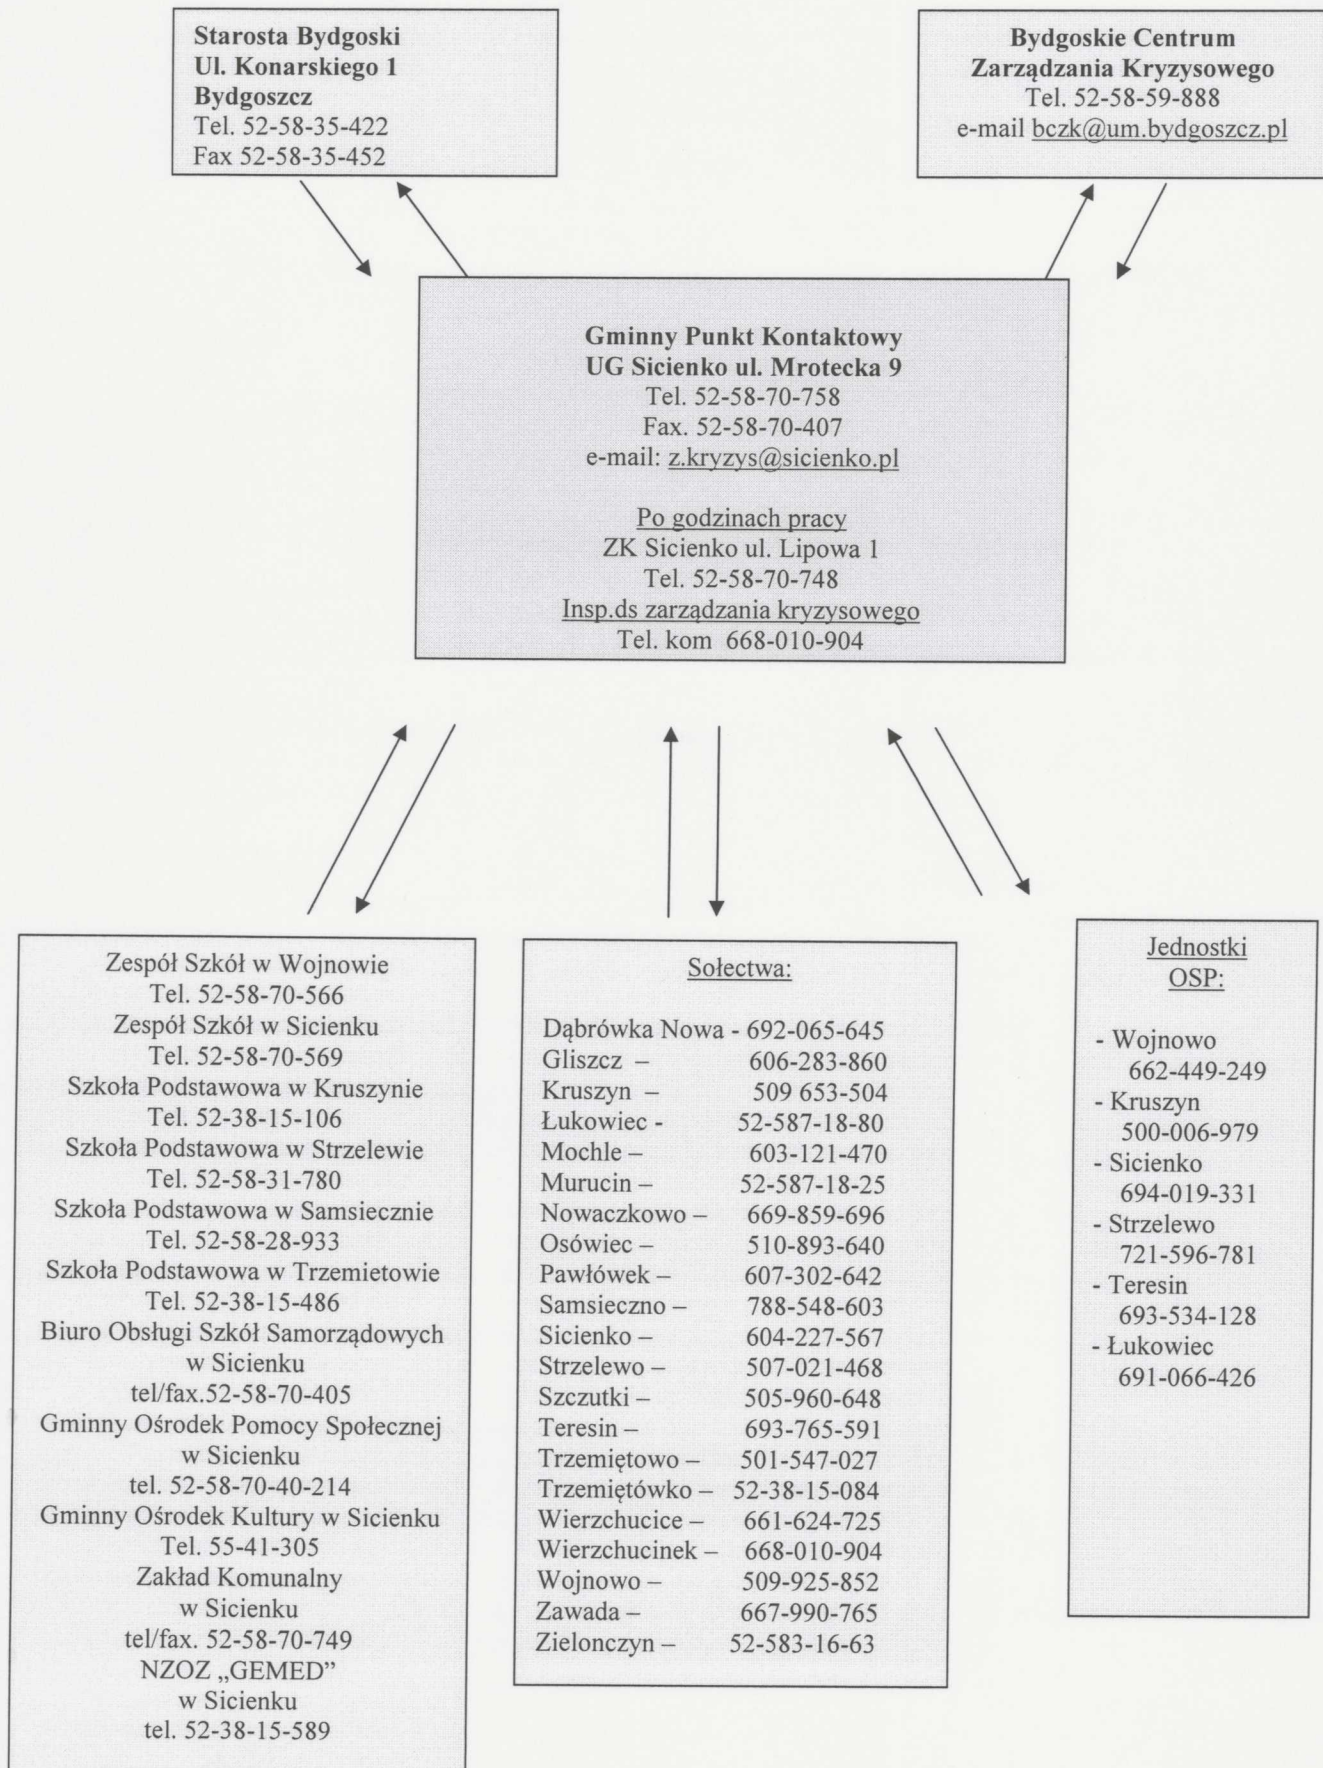 Starosta Bydgoski
Ul. Konarskiego 1
Bydgoszcz
Tel. 52-58-35-422
Fax 52-58-35-452
Bydgoskie Centrum
Zarządzania Kryzysowego
Tel. 52-58-59-888
e-mail bczk@um.bydgoszcz.pl
Gminny Punkt Kontaktowy
UG Sicienko ul. Mrotecka 9
Tel. 52-58-70-758
Fax. 52-58-70-407
e-mail: z.kryzys@sicienko.pl
Po godzinach pracy
ZK Sicienko ul. Lipowa 1
Tel. 52-58-70-748
Insp.ds zarządzania kryzysowego
Tel. kom 668-010-904
Zespół Szkół w Wojnowie
Tel. 52-58-70-566
Zespół Szkół w Sicienku
Tel. 52-58-70-569
Szkoła Podstawowa w Kruszynie
Tel. 52-38-15-106
Szkoła Podstawowa w Strzelewie
Tel. 52-58-31-780
Szkoła Podstawowa w Samsiecznie
Tel. 52-58-28-933
Szkoła Podstawowa w Trzemietowie
Tel. 52-38-15-486
Biuro Obsługi Szkół Samorządowych
w Sicienku
tel/fax.52-58-70-405
Gminny Ośrodek Pomocy Społecznej
w Sicienku
tel. 52-58-70-40-214
Gminny Ośrodek Kultury w Sicienku
Tel. 55-41-305
Zakład Komunalny
w Sicienku
tel/fax. 52-58-70-749
NZOZ „GEMED”
w Sicienku
tel. 52-38-15-589
Sołectwa:
Dąbrówka Nowa - 692-065-645
Gliszcz – 606-283-860
Kruszyn – 509 653-504
Łukowiec - 52-587-18-80
Mochle – 603-121-470
Murucin – 52-587-18-25
Nowaczkowo – 669-859-696
Osówiec – 510-893-640
Pawłówek – 607-302-642
Samsieczno – 788-548-603
Sicienko – 604-227-567
Strzelewo – 507-021-468
Szczutki – 505-960-648
Teresin – 693-765-591
Trzemiętowo – 501-547-027
Trzemiętówko – 52-38-15-084
Wierzchucice – 661-624-725
Wierzchucinek – 668-010-904
Wojnowo – 509-925-852
Zawada – 667-990-765
Zielonczyn – 52-583-16-63
Jednostki
OSP:
- Wojnowo
662-449-249
- Kruszyn
500-006-979
- Sicienko
694-019-331
- Strzelewo
721-596-781
- Teresin
693-534-128
- Łukowiec
691-066-426